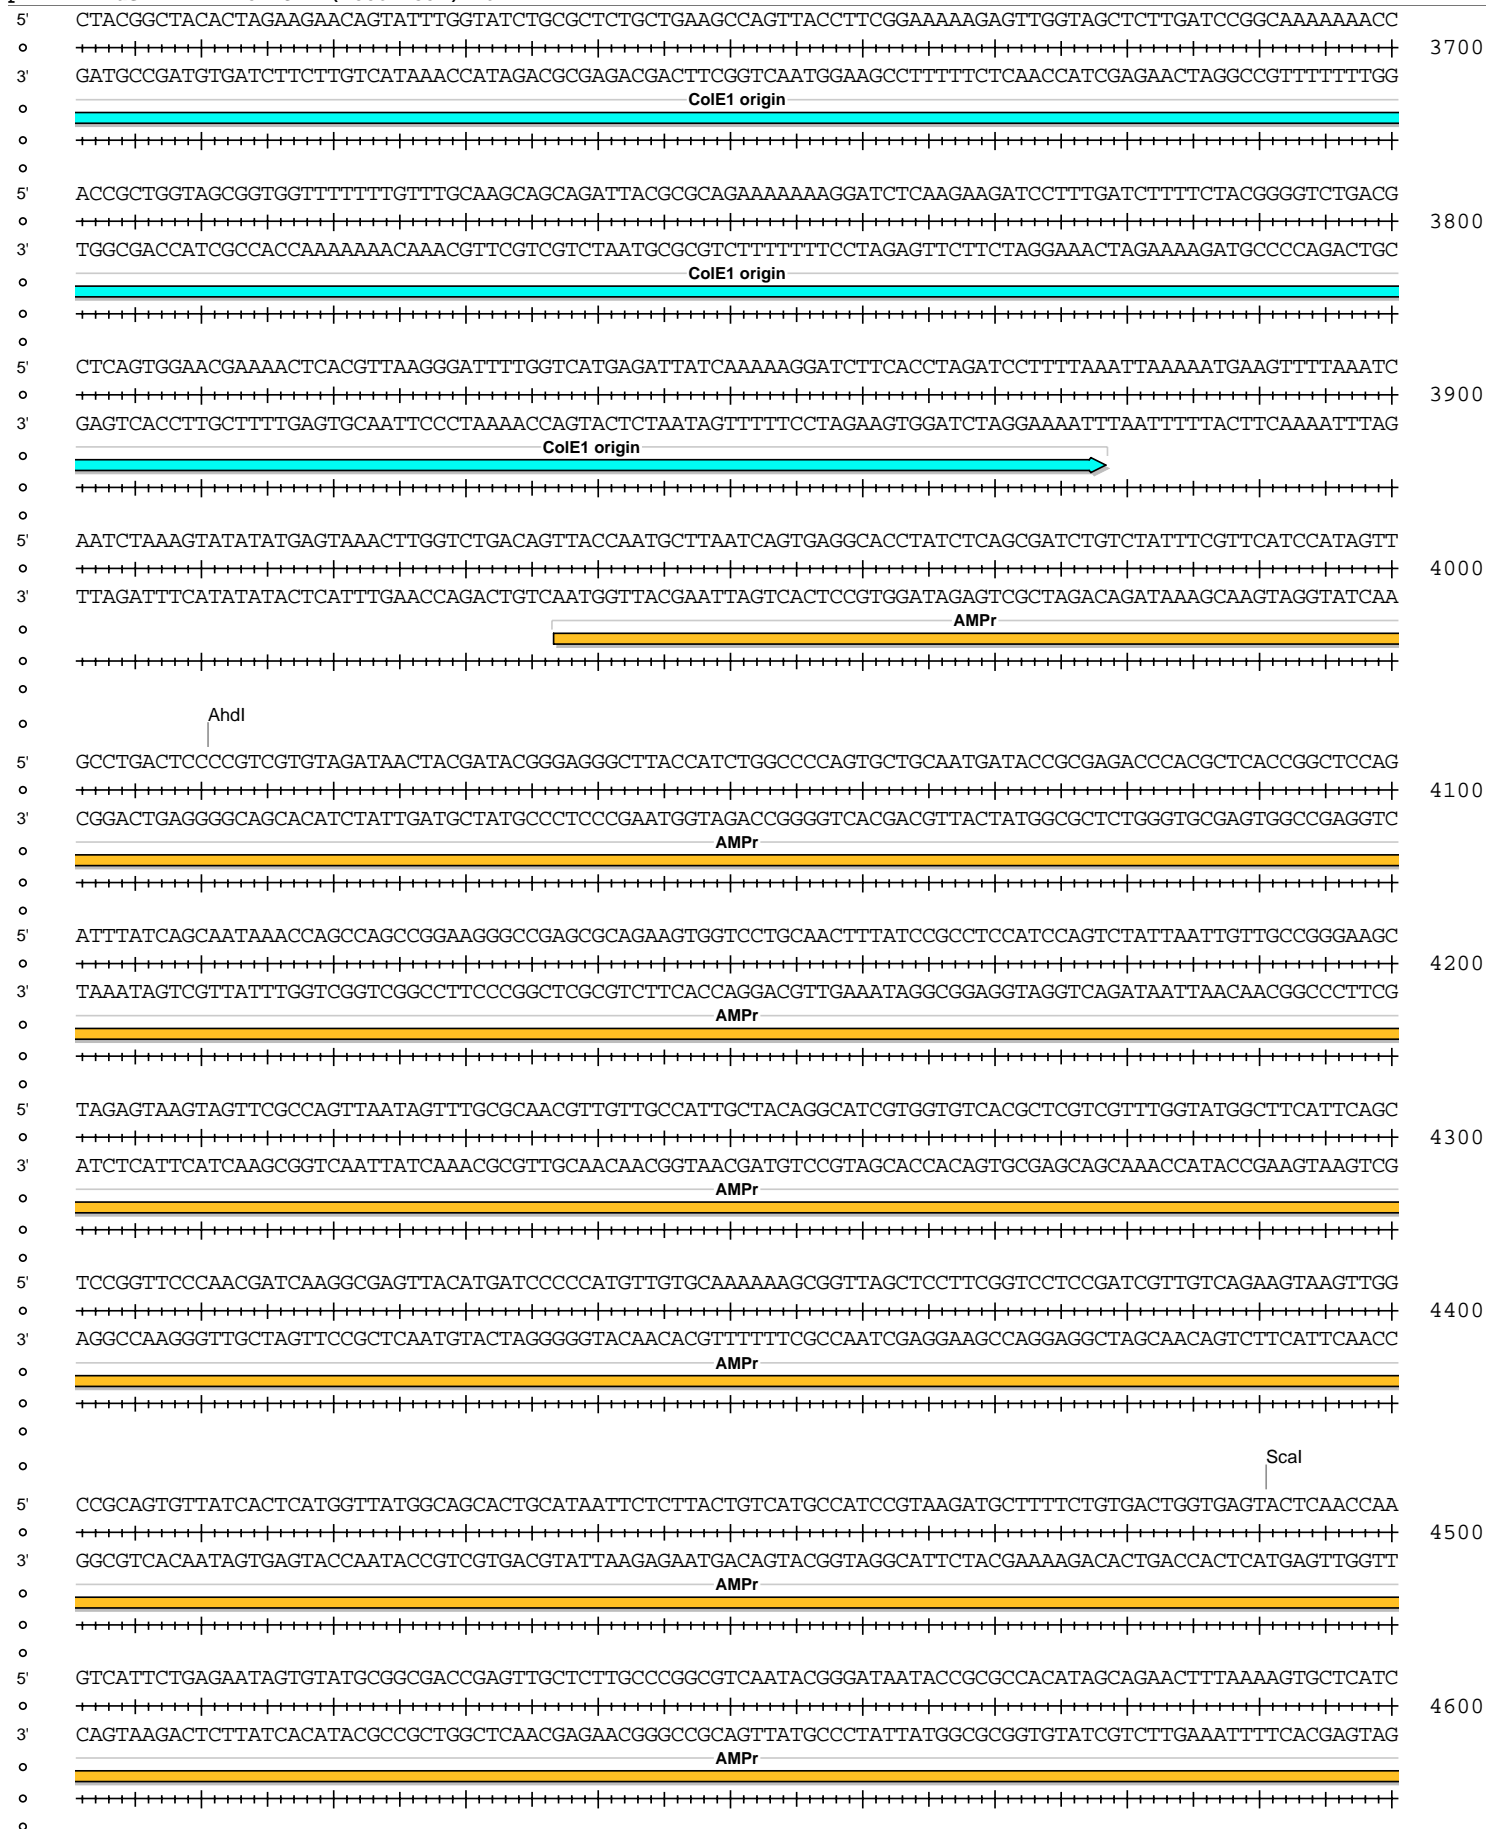 5' CTACGGCTACACTAGAAGAACAGTATTTGGTATCTGCGCTCTGCTGAAGCCAGTTACCTTCGGAAAAAGAGTTGGTAGCTCTTGATCCGGCAAAAAAACC
3700
3' GATGCCGATGTGATCTTCTTGTCATAAACCATAGACGCGAGACGACTTCGGTCAATGGAAGCCTTTTTCTCAACCATCGAGAACTAGGCCGTTTTTTTGG
ColE1 origin
5' ACCGCTGGTAGCGGTGGTTTTTTTGTTTGCAAGCAGCAGATTACGCGCAGAAAAAAAGGATCTCAAGAAGATCCTTTGATCTTTTCTACGGGGTCTGACG
3800
3' TGGCGACCATCGCCACCAAAAAAACAAACGTTCGTCGTCTAATGCGCGTCTTTTTTTCCTAGAGTTCTTCTAGGAAACTAGAAAAGATGCCCCAGACTGC
ColE1 origin
5' CTCAGTGGAACGAAAACTCACGTTAAGGGATTTTGGTCATGAGATTATCAAAAAGGATCTTCACCTAGATCCTTTTAAATTAAAAATGAAGTTTTAAATC
3900
3' GAGTCACCTTGCTTTTGAGTGCAATTCCCTAAAACCAGTACTCTAATAGTTTTTCCTAGAAGTGGATCTAGGAAAATTTAATTTTTACTTCAAAATTTAG
ColE1 origin
5' AATCTAAAGTATATATGAGTAAACTTGGTCTGACAGTTACCAATGCTTAATCAGTGAGGCACCTATCTCAGCGATCTGTCTATTTCGTTCATCCATAGTT
4000
3' TTAGATTTCATATATACTCATTTGAACCAGACTGTCAATGGTTACGAATTAGTCACTCCGTGGATAGAGTCGCTAGACAGATAAAGCAAGTAGGTATCAA
AMPr
AhdI
5' GCCTGACTCCCCGTCGTGTAGATAACTACGATACGGGAGGGCTTACCATCTGGCCCCAGTGCTGCAATGATACCGCGAGACCCACGCTCACCGGCTCCAG
4100
3' CGGACTGAGGGGCAGCACATCTATTGATGCTATGCCCTCCCGAATGGTAGACCGGGGTCACGACGTTACTATGGCGCTCTGGGTGCGAGTGGCCGAGGTC
AMPr
5' ATTTATCAGCAATAAACCAGCCAGCCGGAAGGGCCGAGCGCAGAAGTGGTCCTGCAACTTTATCCGCCTCCATCCAGTCTATTAATTGTTGCCGGGAAGC
4200
3' TAAATAGTCGTTATTTGGTCGGTCGGCCTTCCCGGCTCGCGTCTTCACCAGGACGTTGAAATAGGCGGAGGTAGGTCAGATAATTAACAACGGCCCTTCG
AMPr
5' TAGAGTAAGTAGTTCGCCAGTTAATAGTTTGCGCAACGTTGTTGCCATTGCTACAGGCATCGTGGTGTCACGCTCGTCGTTTGGTATGGCTTCATTCAGC
4300
3' ATCTCATTCATCAAGCGGTCAATTATCAAACGCGTTGCAACAACGGTAACGATGTCCGTAGCACCACAGTGCGAGCAGCAAACCATACCGAAGTAAGTCG
AMPr
5' TCCGGTTCCCAACGATCAAGGCGAGTTACATGATCCCCCATGTTGTGCAAAAAAGCGGTTAGCTCCTTCGGTCCTCCGATCGTTGTCAGAAGTAAGTTGG
4400
3' AGGCCAAGGGTTGCTAGTTCCGCTCAATGTACTAGGGGGTACAACACGTTTTTTCGCCAATCGAGGAAGCCAGGAGGCTAGCAACAGTCTTCATTCAACC
AMPr
ScaI
5' CCGCAGTGTTATCACTCATGGTTATGGCAGCACTGCATAATTCTCTTACTGTCATGCCATCCGTAAGATGCTTTTCTGTGACTGGTGAGTACTCAACCAA
4500
3' GGCGTCACAATAGTGAGTACCAATACCGTCGTGACGTATTAAGAGAATGACAGTACGGTAGGCATTCTACGAAAAGACACTGACCACTCATGAGTTGGTT
AMPr
5' GTCATTCTGAGAATAGTGTATGCGGCGACCGAGTTGCTCTTGCCCGGCGTCAATACGGGATAATACCGCGCCACATAGCAGAACTTTAAAAGTGCTCATC
4600
3' CAGTAAGACTCTTATCACATACGCCGCTGGCTCAACGAGAACGGGCCGCAGTTATGCCCTATTATGGCGCGGTGTATCGTCTTGAAATTTTCACGAGTAG
AMPr